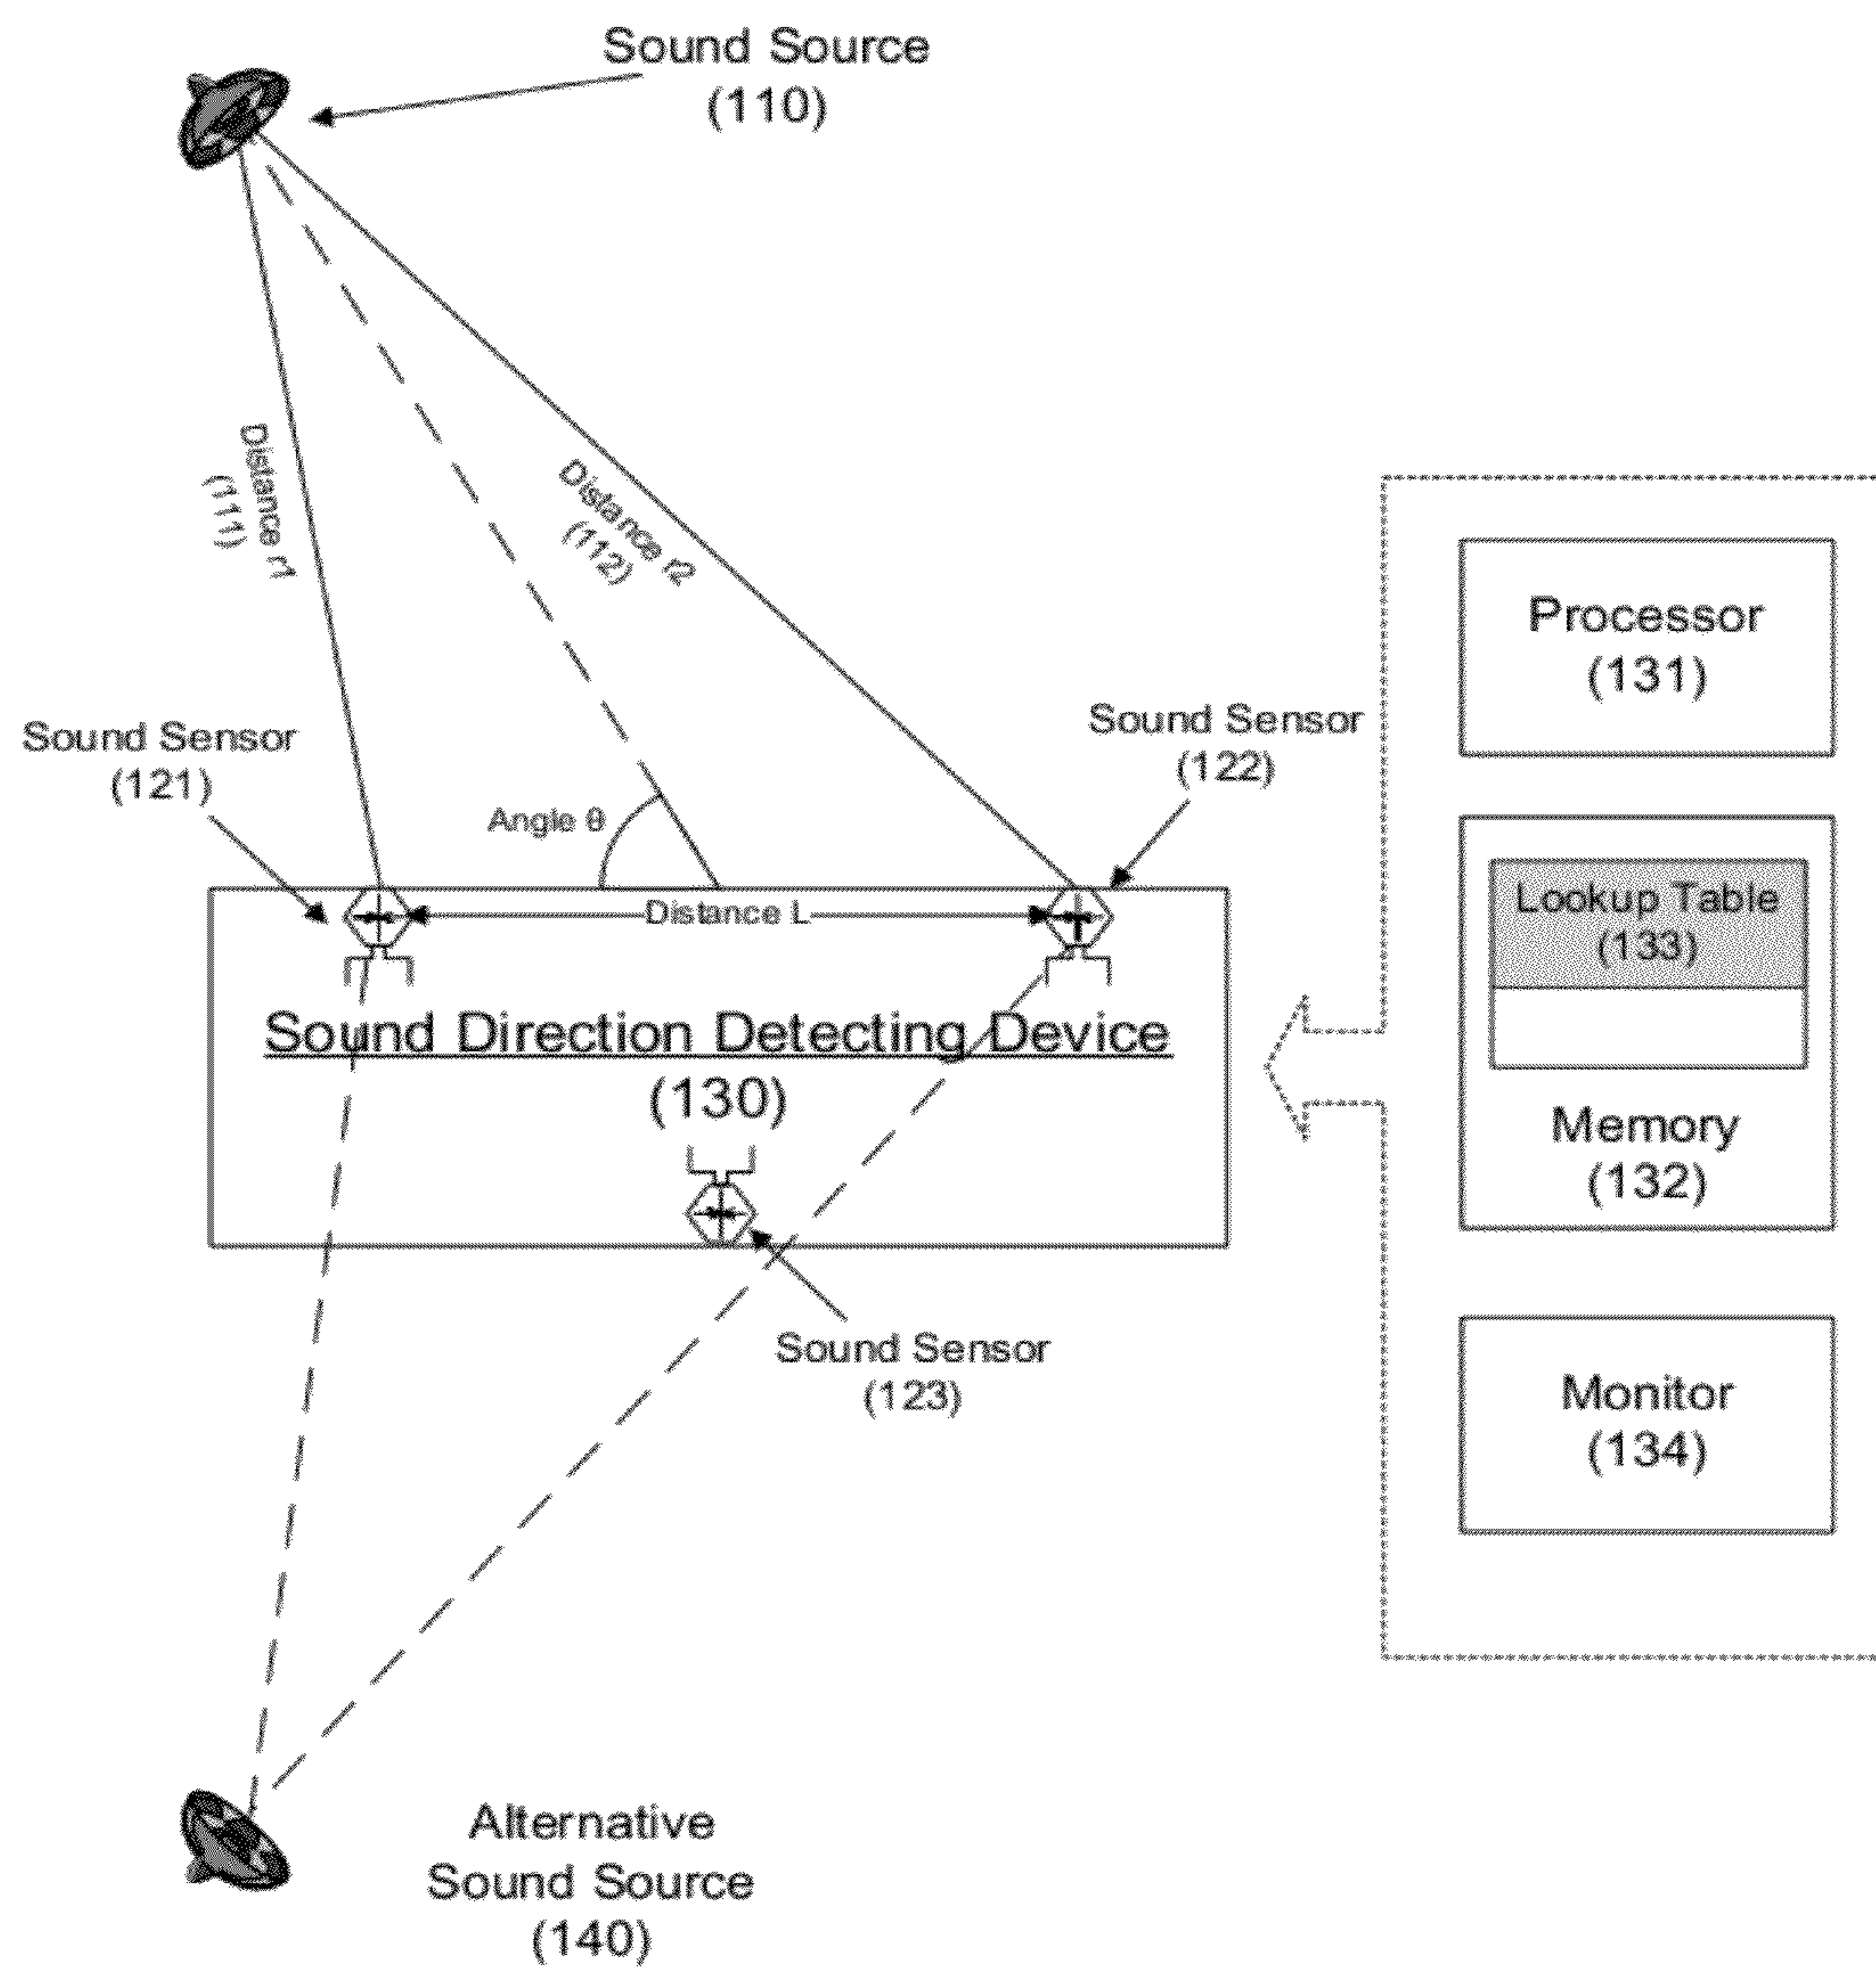 Sound Source
(110)
Distance r1
(111)
Distance r2
(112)
Processor
(131)
Sound Sensor
(121)
Sound Sensor
(122)
Angle θ
Lookup Table
(133)
Distance L
Sound Direction Detecting Device
(130)
Memory
(132)
Sound Sensor
(123)
Monitor
(134)
Alternative
Sound Source
(140)